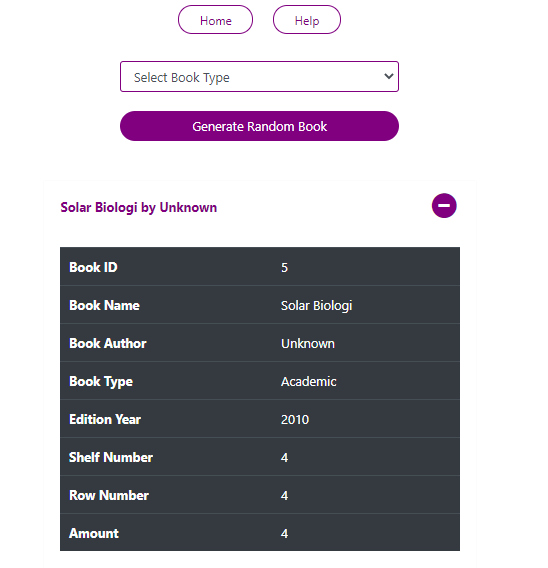 Home Help
Select Book Type
Generate Random Book
Solar Biologi by Unknown
Book ID 5
Book Name Solar Biologi
Book Author Unknown
Book Type Academic
Edition Year 2010
Shelf Number 4
Row Number 4
Amount 4